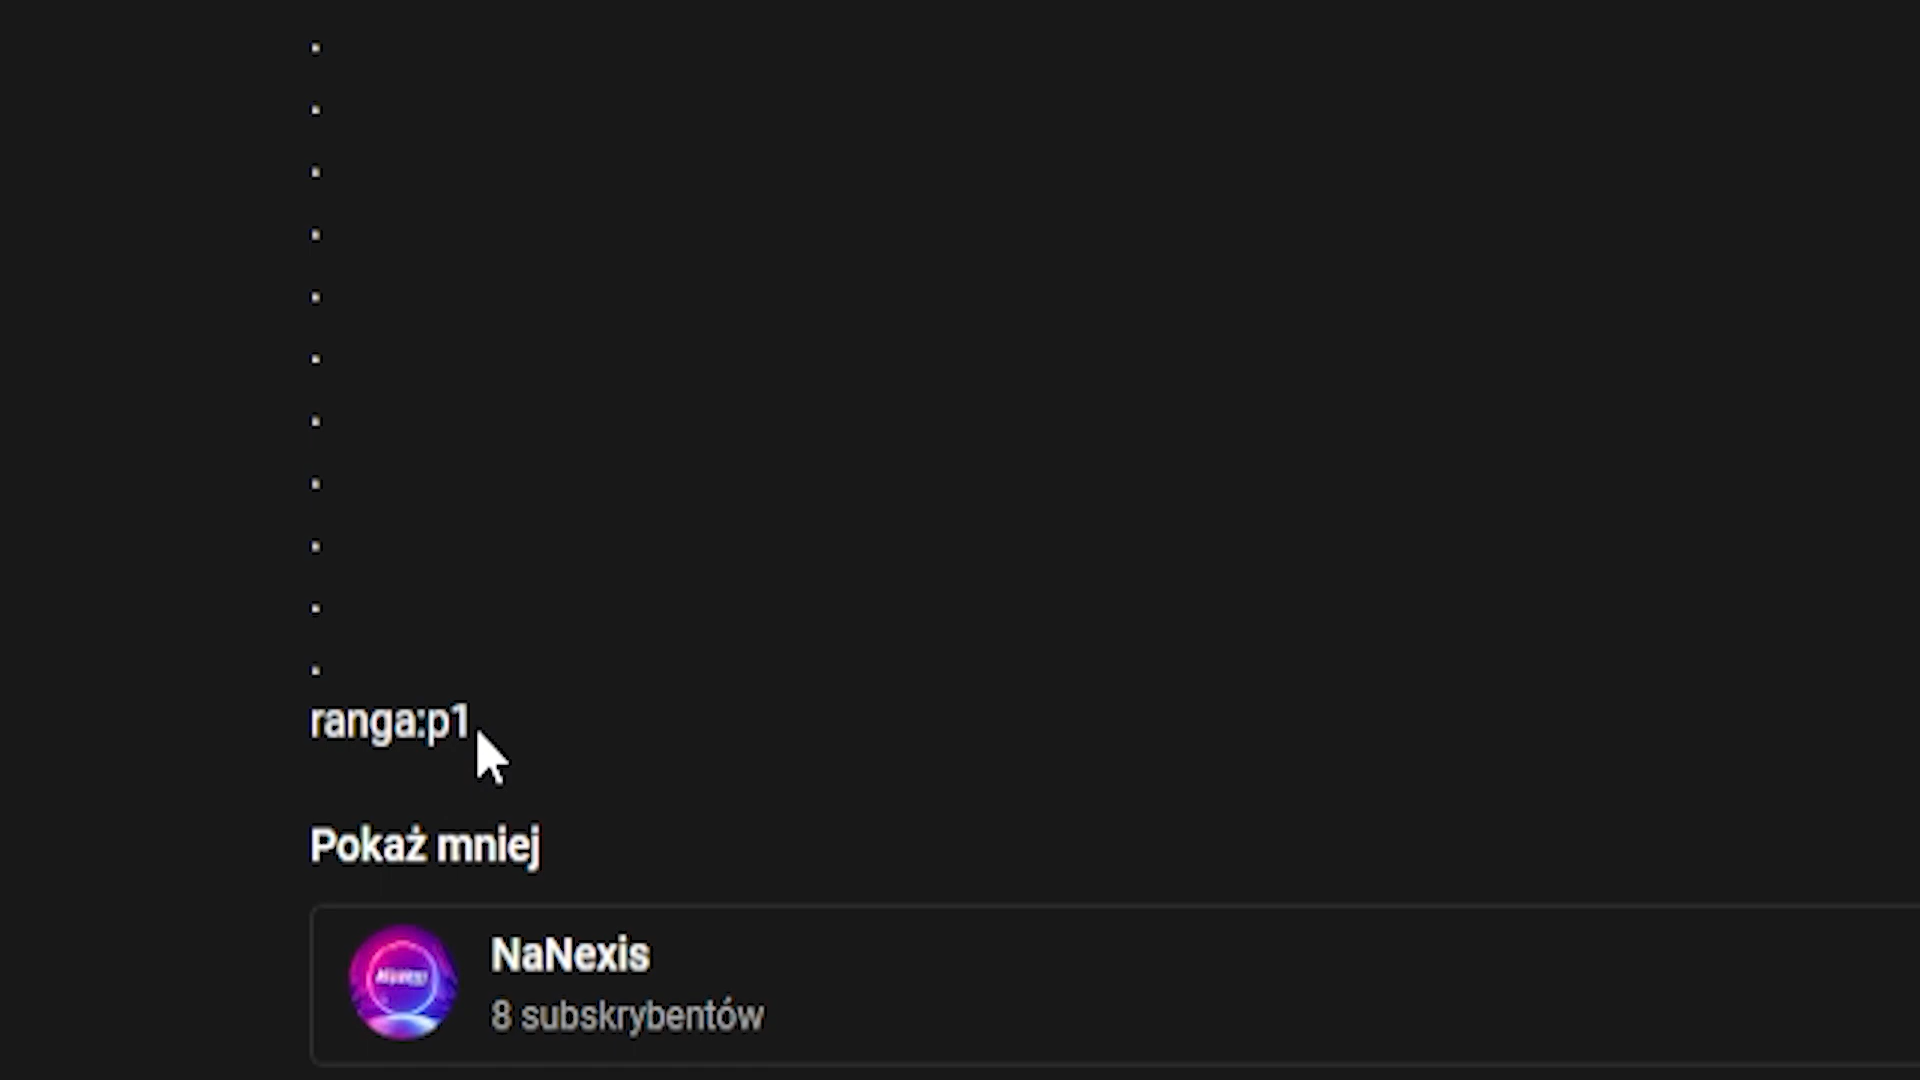 .
.
.
.
.
.
.
.
.
.
.
ranga:p1
Pokaż mniej
NaNexis
8 subskrybentów